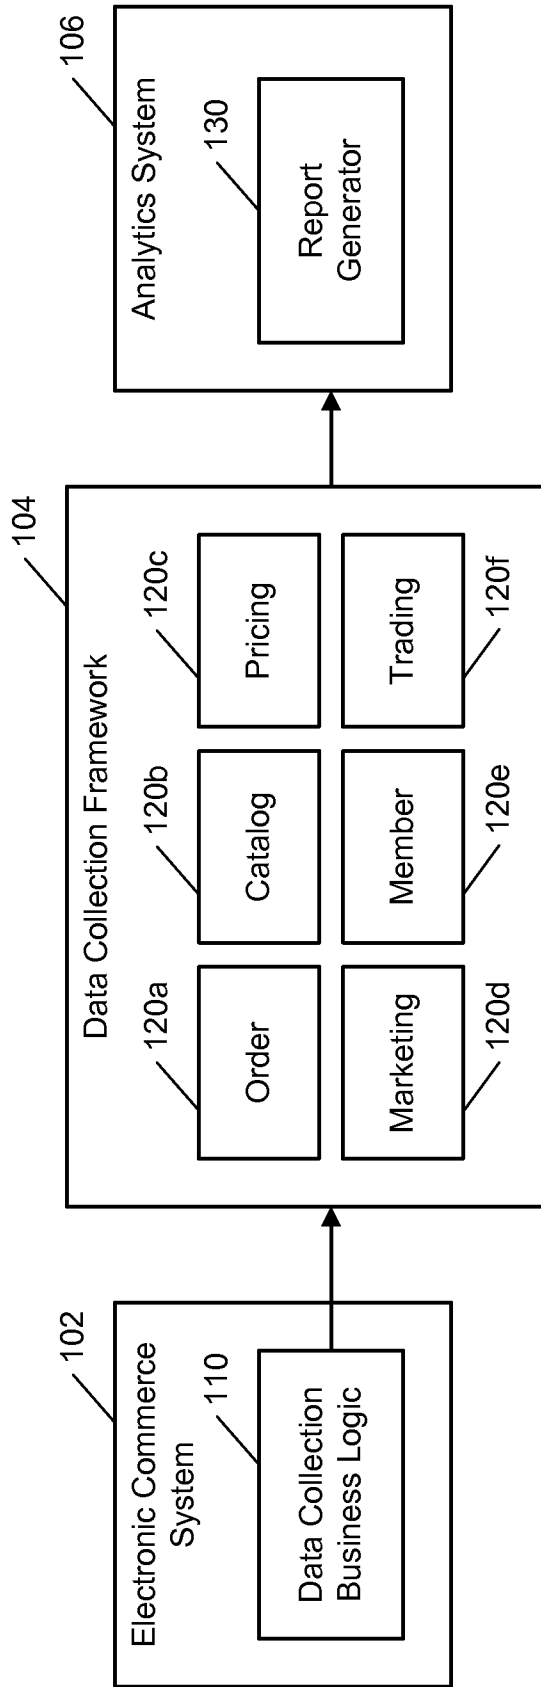 102
Electronic Commerce
System
110
Data Collection
Business Logic
104
Data Collection Framework
120a
Order
120b
Catalog
120c
Pricing
Marketing
120d
Member
120e
Trading
120f
106
Analytics System
130
Report
Generator